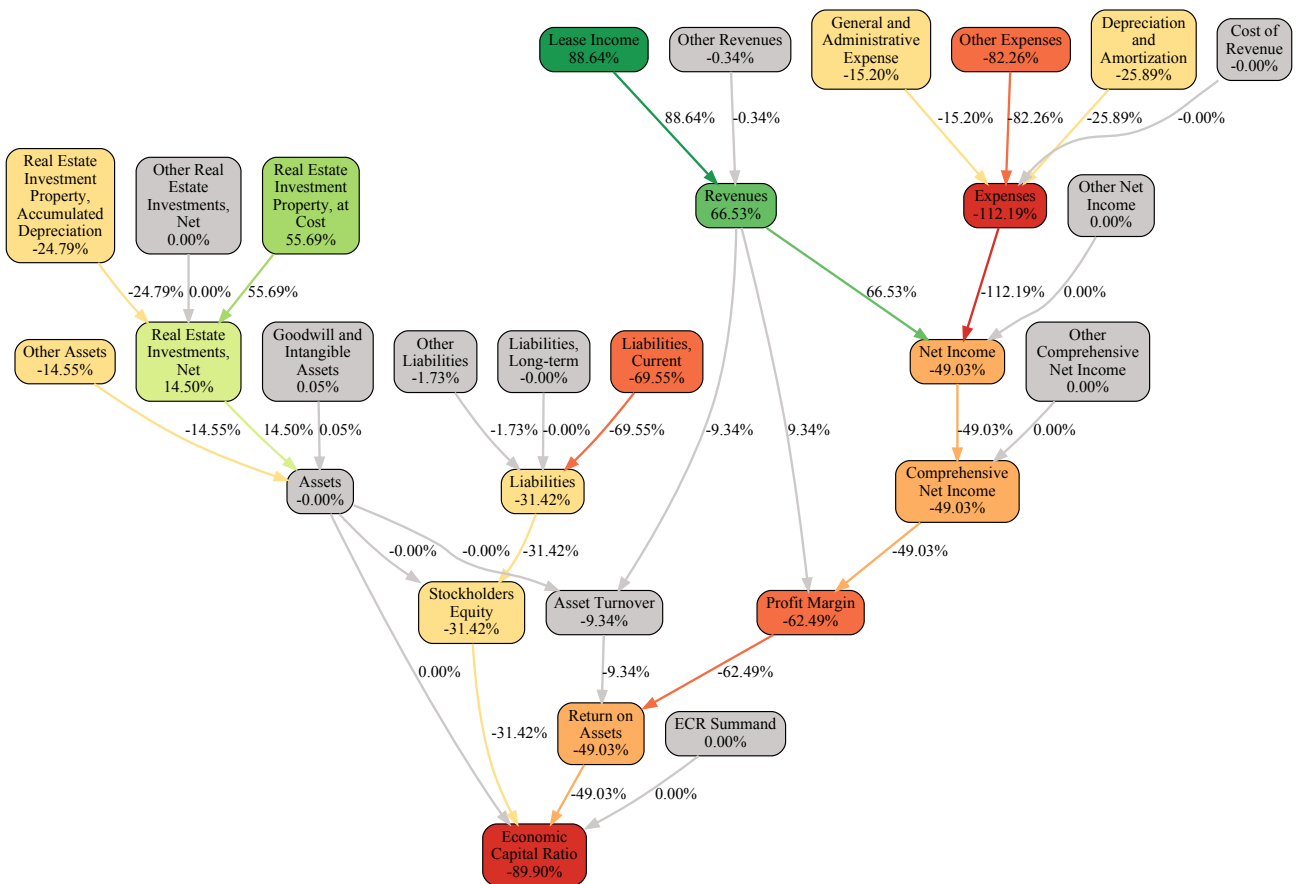 Lease Income
88.64%
Other Revenues
-0.34%
General and
Administrative
Expense
-15.20%
Other Expenses
-82.26%
Depreciation
and
Amortization
-25.89%
Cost of
Revenue
-0.00%
88.64%
-0.34%
-15.20%
-82.26%
-25.89%
-0.00%
Real Estate
Investment
Property,
Accumulated
Depreciation
-24.79%
Other Real
Estate
Investments,
Net
0.00%
Real Estate
Investment
Property, at
Cost
55.69%
Revenues
66.53%
Expenses
-112.19%
Other Net
Income
0.00%
-24.79%
0.00%
55.69%
66.53%
-112.19%
0.00%
Other Assets
-14.55%
Real Estate
Investments,
Net
14.50%
Goodwill and
Intangible
Assets
0.05%
Other
Liabilities
-1.73%
Liabilities,
Long-term
-0.00%
Liabilities,
Current
-69.55%
Net Income
-49.03%
Other
Comprehensive
Net Income
0.00%
-14.55%
14.50%
0.05%
-1.73%
-0.00%
-69.55%
-9.34%
9.34%
-49.03%
0.00%
Assets
-0.00%
Liabilities
-31.42%
Comprehensive
Net Income
-49.03%
-0.00%
-0.00%
-31.42%
-49.03%
Stockholders
Equity
-31.42%
Asset Turnover
-9.34%
Profit Margin
-62.49%
0.00%
-9.34%
-62.49%
Return on
Assets
-49.03%
ECR Summand
0.00%
-31.42%
-49.03%
0.00%
Economic
Capital Ratio
-89.90%